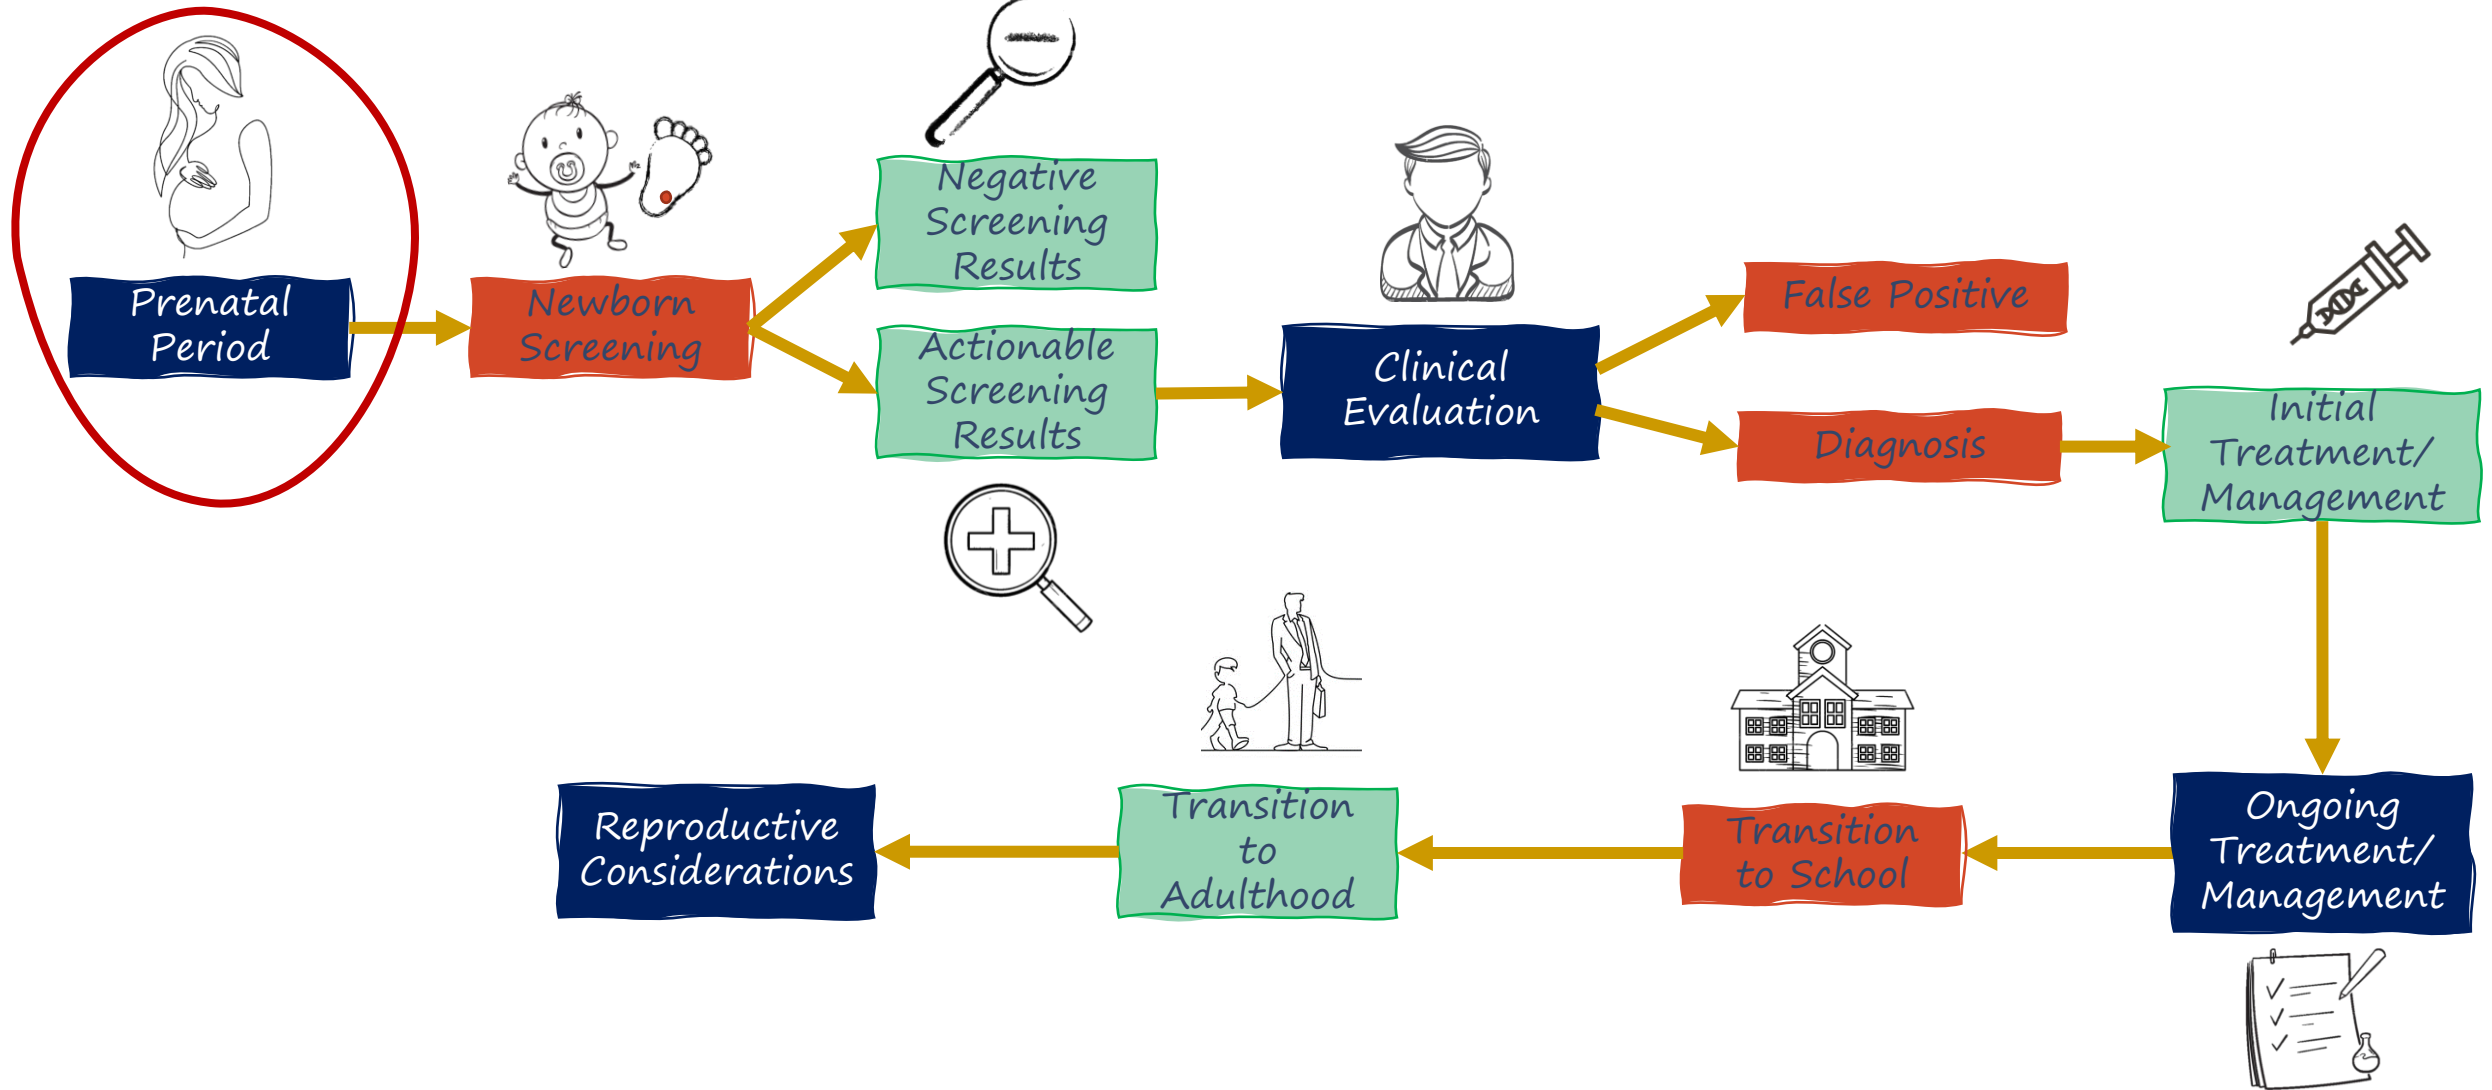 Prenatal
Period
Newborn
Screening
Negative
Screening
Results
Actionable
Screening
Results
Clinical
Evaluation
False Positive
Diagnosis
Initial
Treatment/
Management
Ongoing
Treatment/
Management
Transition
to School
Transition
to
Adulthood
Reproductive
Considerations